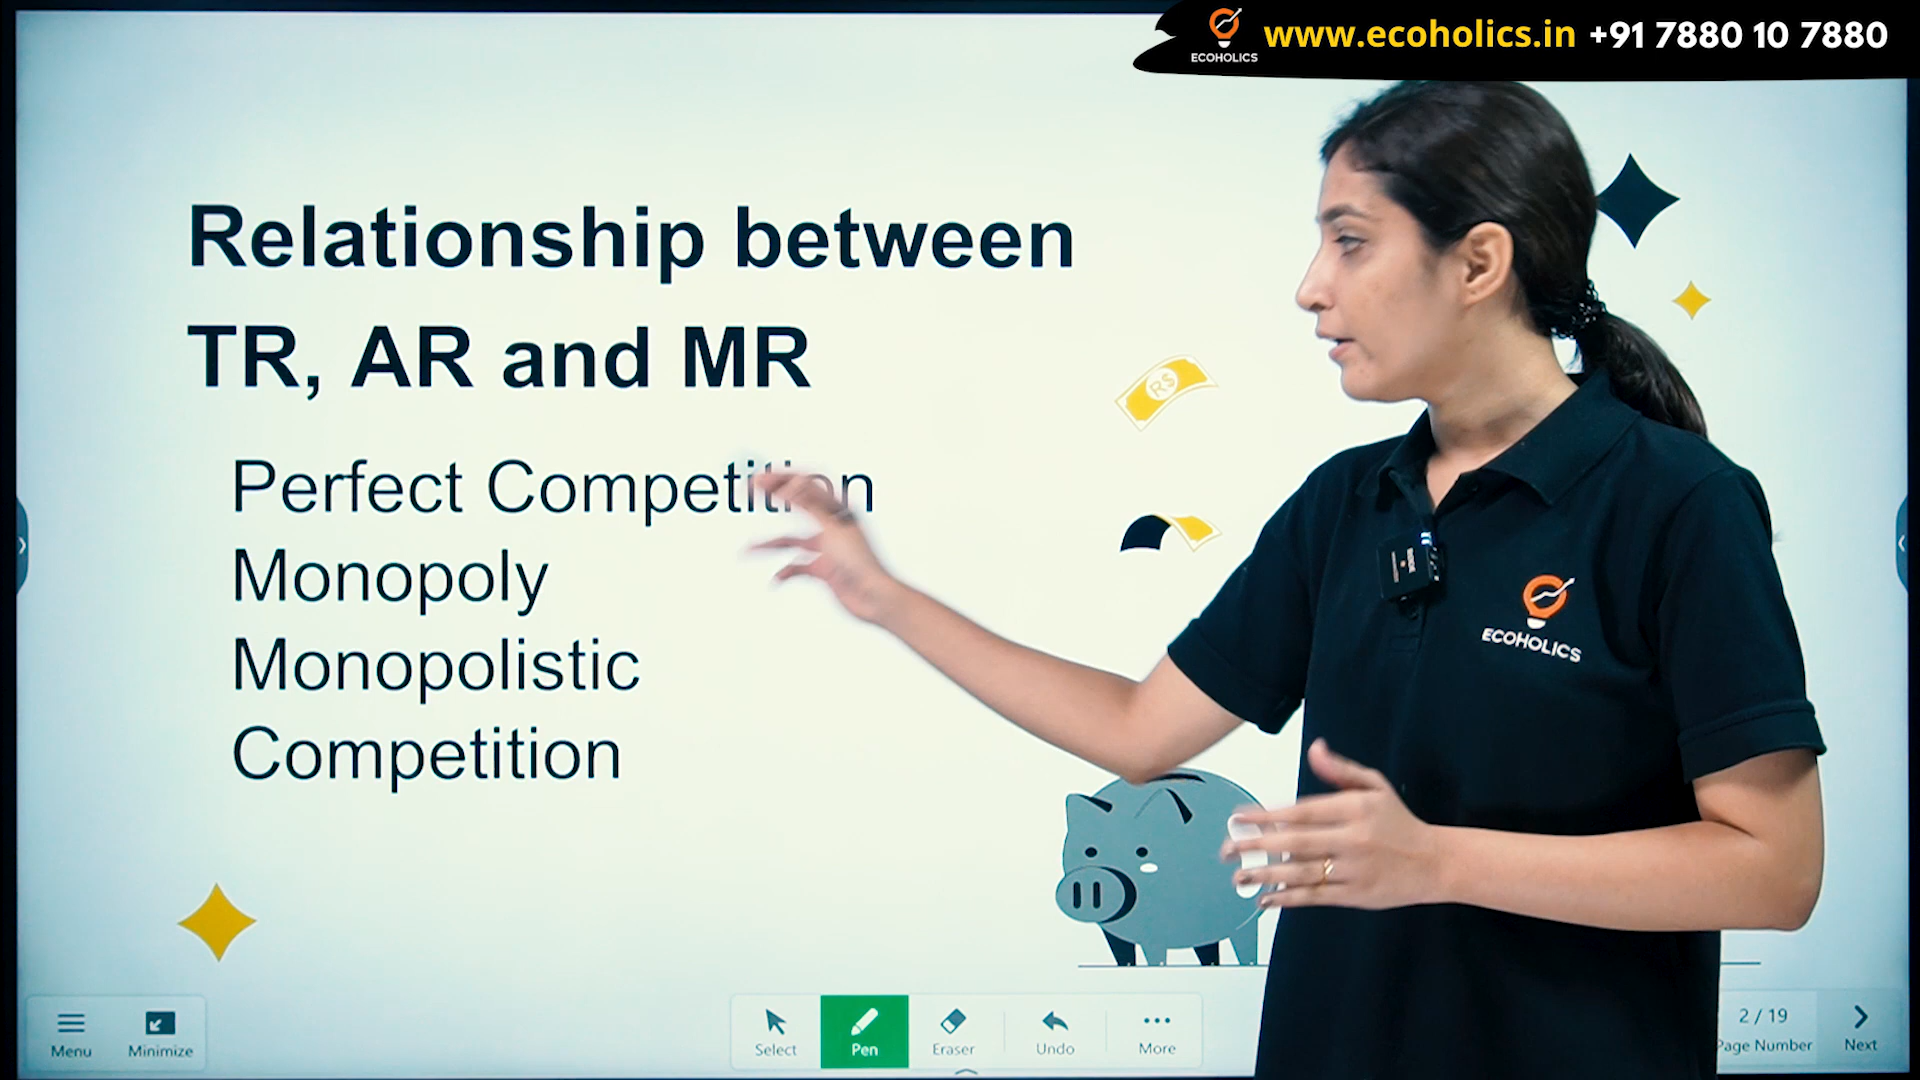 ECOHOLICS
www.ecoholics.in +91 7880 10 7880
Relationship between
TR, AR and MR
Perfect Competition
Monopoly
Monopolistic
Competition
R$
ECOHOLICS
Menu
Minimize
Select
Pen
Eraser
Undo
More
2 / 19
Page Number
Next